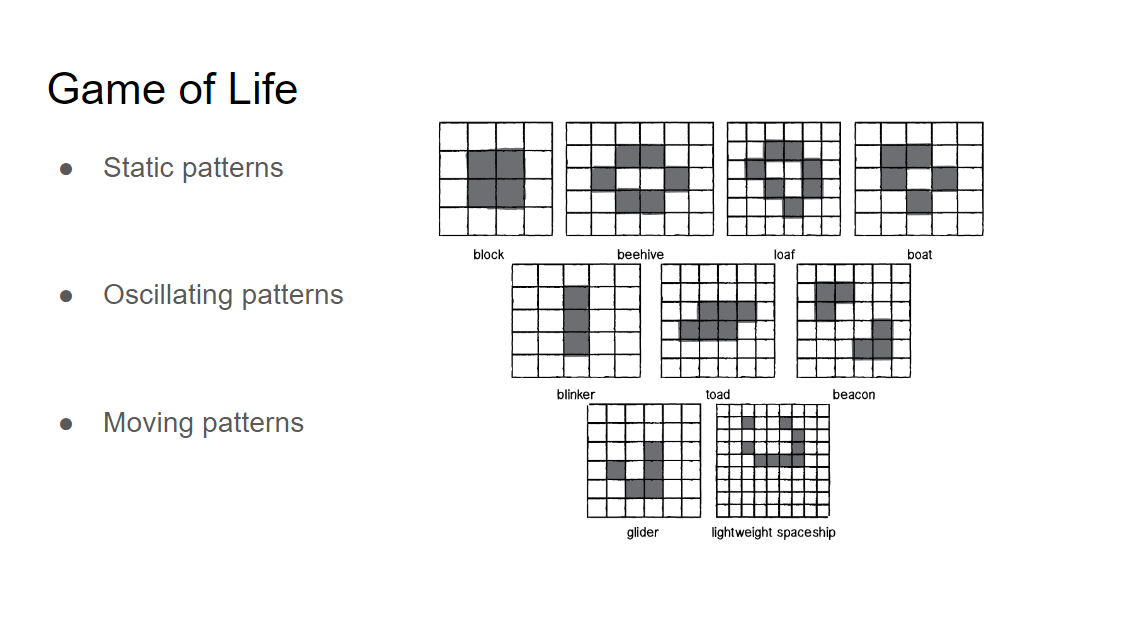 Game of Life
● Static patterns
● Oscillating patterns
● Moving patterns
block beehive loaf boat
blinker toad beacon
glider lightweight spaceship